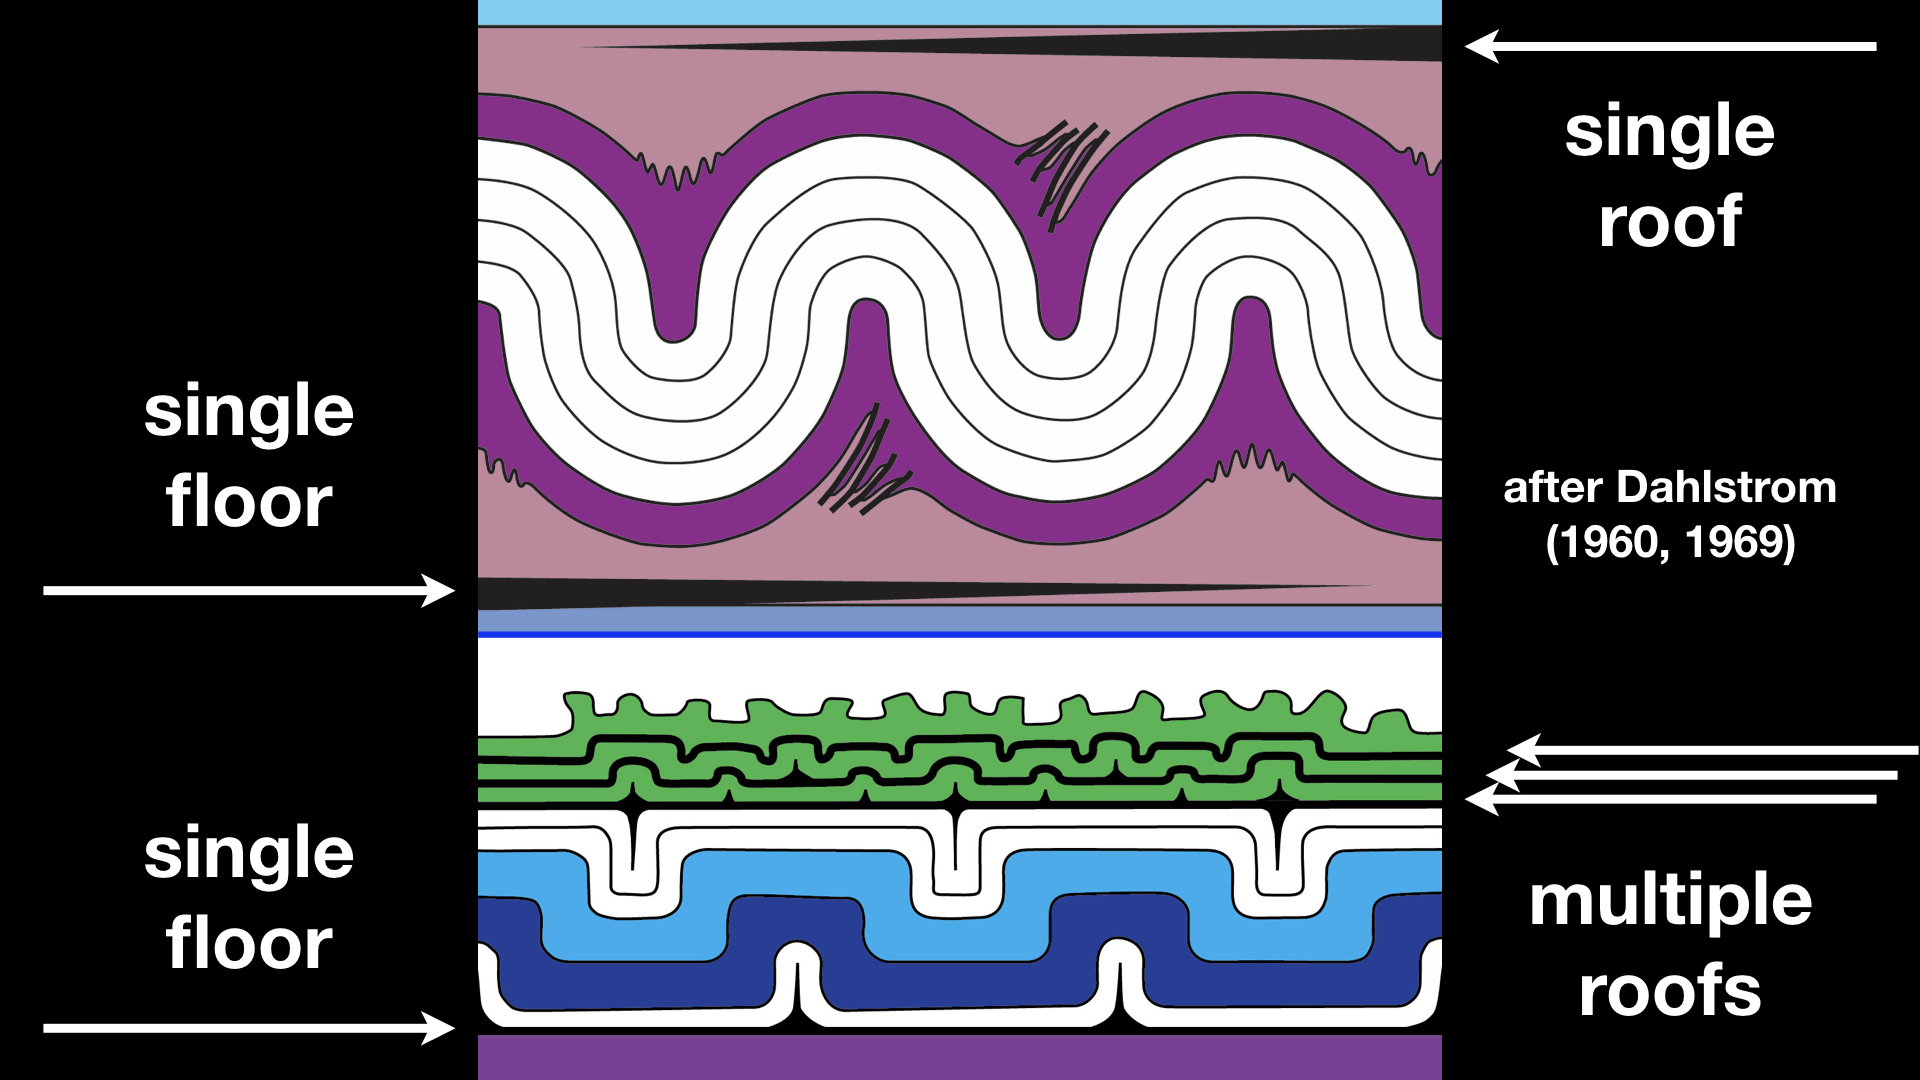 single
roof
single
floor
after Dahlstrom
(1960, 1969)
single
floor
multiple
roofs